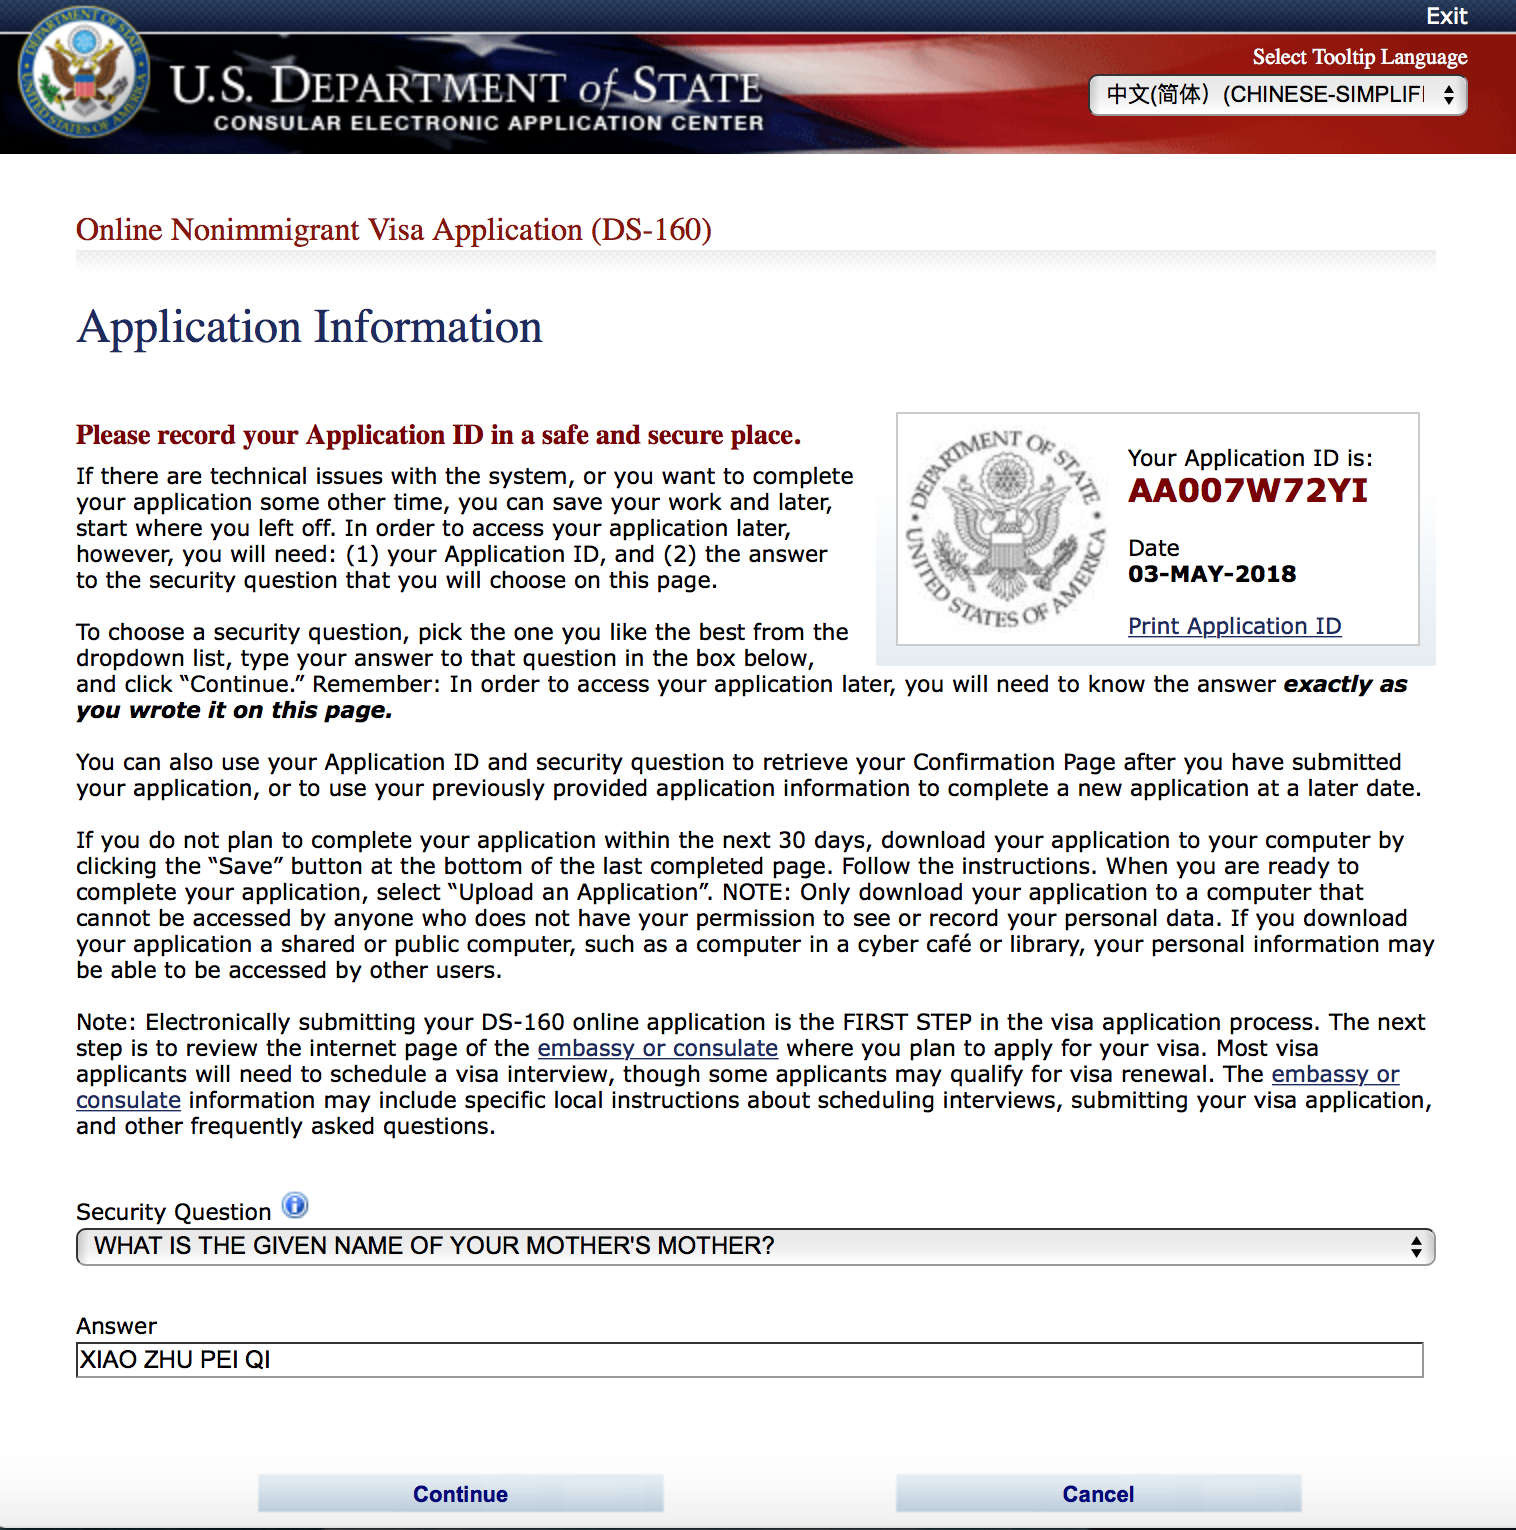 Exit
U.S. DEPARTMENT of STATE
CONSULAR ELECTRONIC APPLICATION CENTER
Select Tooltip Language
中文(简体）(CHINESE-SIMPLIFI
Online Nonimmigrant Visa Application (DS-160)
Application Information
Please record your Application ID in a safe and secure place.
If there are technical issues with the system, or you want to complete
your application some other time, you can save your work and later,
start where you left off. In order to access your application later,
however, you will need: (1) your Application ID, and (2) the answer
to the security question that you will choose on this page.
DEPARTMENT OF STATE
UNITED STATES OF AMERICA
Your Application ID is:
AA007W72YI
Date
03-MAY-2018
Print Application ID
To choose a security question, pick the one you like the best from the
dropdown list, type your answer to that question in the box below,
and click “Continue.” Remember: In order to access your application later, you will need to know the answer exactly as
you wrote it on this page.
You can also use your Application ID and security question to retrieve your Confirmation Page after you have submitted
your application, or to use your previously provided application information to complete a new application at a later date.
If you do not plan to complete your application within the next 30 days, download your application to your computer by
clicking the “Save” button at the bottom of the last completed page. Follow the instructions. When you are ready to
complete your application, select “Upload an Application”. NOTE: Only download your application to a computer that
cannot be accessed by anyone who does not have your permission to see or record your personal data. If you download
your application a shared or public computer, such as a computer in a cyber café or library, your personal information may
be able to be accessed by other users.
Note: Electronically submitting your DS-160 online application is the FIRST STEP in the visa application process. The next
step is to review the internet page of the embassy or consulate where you plan to apply for your visa. Most visa
applicants will need to schedule a visa interview, though some applicants may qualify for visa renewal. The embassy or
consulate information may include specific local instructions about scheduling interviews, submitting your visa application,
and other frequently asked questions.
Security Question
WHAT IS THE GIVEN NAME OF YOUR MOTHER'S MOTHER?
Answer
XIAO ZHU PEI QI
Continue
Cancel